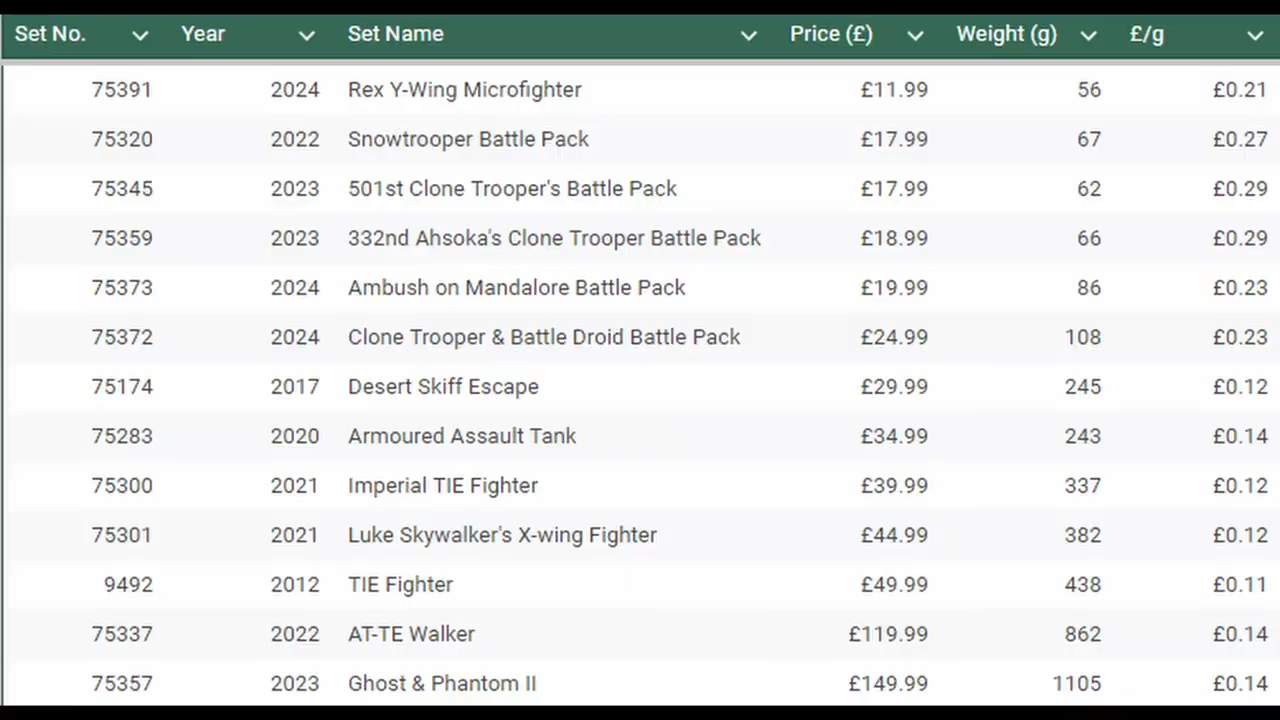 Set No. Year Set Name Price (£) Weight (g) £/g
75391 2024 Rex Y-Wing Microfighter £11.99 56 £0.21
75320 2022 Snowtrooper Battle Pack £17.99 67 £0.27
75345 2023 501st Clone Trooper's Battle Pack £17.99 62 £0.29
75359 2023 332nd Ahsoka's Clone Trooper Battle Pack £18.99 66 £0.29
75373 2024 Ambush on Mandalore Battle Pack £19.99 86 £0.23
75372 2024 Clone Trooper & Battle Droid Battle Pack £24.99 108 £0.23
75174 2017 Desert Skiff Escape £29.99 245 £0.12
75283 2020 Armoured Assault Tank £34.99 243 £0.14
75300 2021 Imperial TIE Fighter £39.99 337 £0.12
75301 2021 Luke Skywalker's X-wing Fighter £44.99 382 £0.12
9492 2012 TIE Fighter £49.99 438 £0.11
75337 2022 AT-TE Walker £119.99 862 £0.14
75357 2023 Ghost & Phantom II £149.99 1105 £0.14